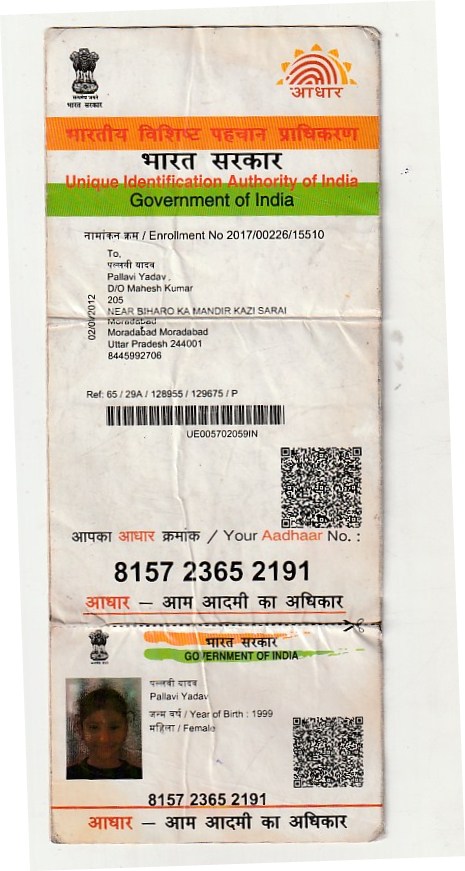 सत्यमेव जयते
भारत सरकार
आधार
भारतीय विशिष्ट पहचान प्राधिकरण
भारत सरकार
Unique Identification Authority of India
Government of India
नामांकन क्रम / Enrollment No 2017/00226/15510
To,
पल्लवी यादव
Pallavi Yadav ,
D/O Mahesh Kumar
205
NEAR BIHARO KA MANDIR KAZI SARAI
Moradabad
Moradabad Moradabad
Uttar Pradesh 244001
8445992706
Ref: 65 / 29A / 128955 / 129675 / P
UE005702059IN
आपका आधार क्रमांक / Your Aadhaar No. :
8157 2365 2191
आधार — आम आदमी का अधिकार
भारत सरकार
GOVERNMENT OF INDIA
पल्लवी यादव
Pallavi Yadav
जन्म वर्ष / Year of Birth : 1999
महिला / Female
8157 2365 2191
आधार — आम आदमी का अधिकार